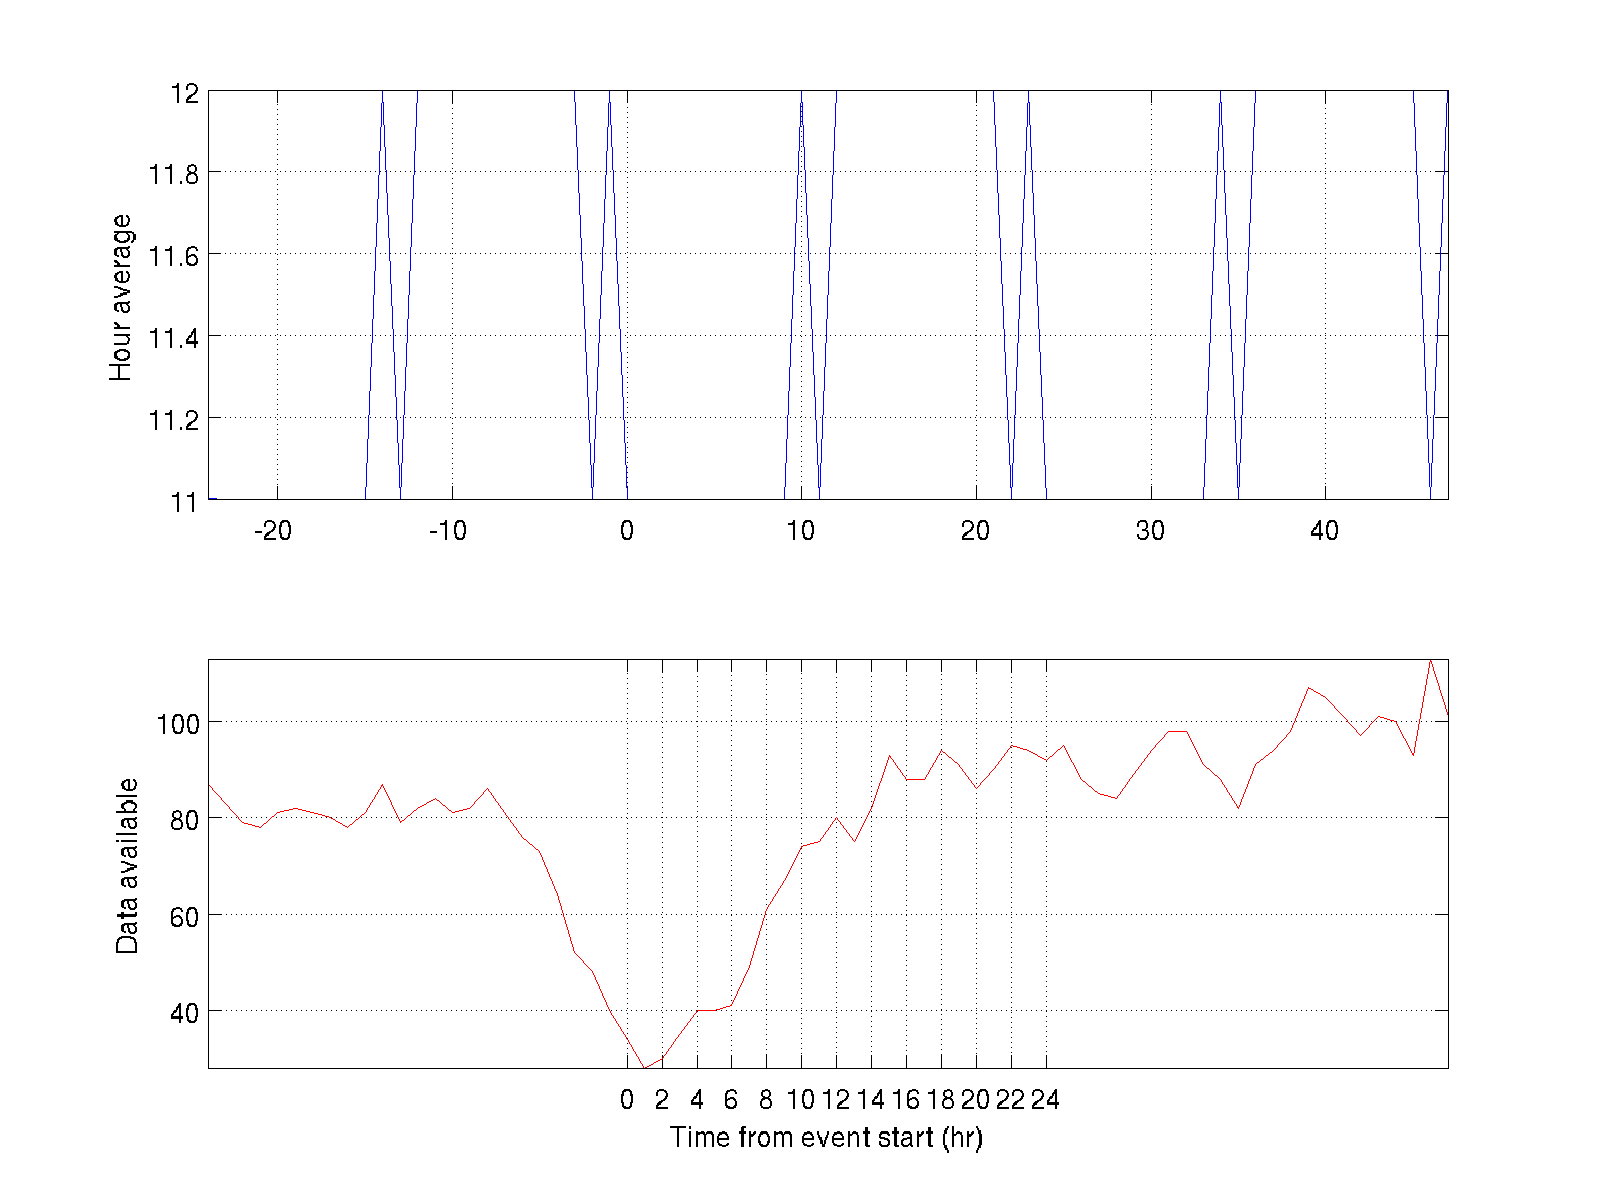 12
11.8
11.6
11.4
11.2
11
Hour average
-20 -10 0 10 20 30 40
100
80
60
40
Data available
0 2 4 6 8 10 12 14 16 18 20 22 24
Time from event start (hr)